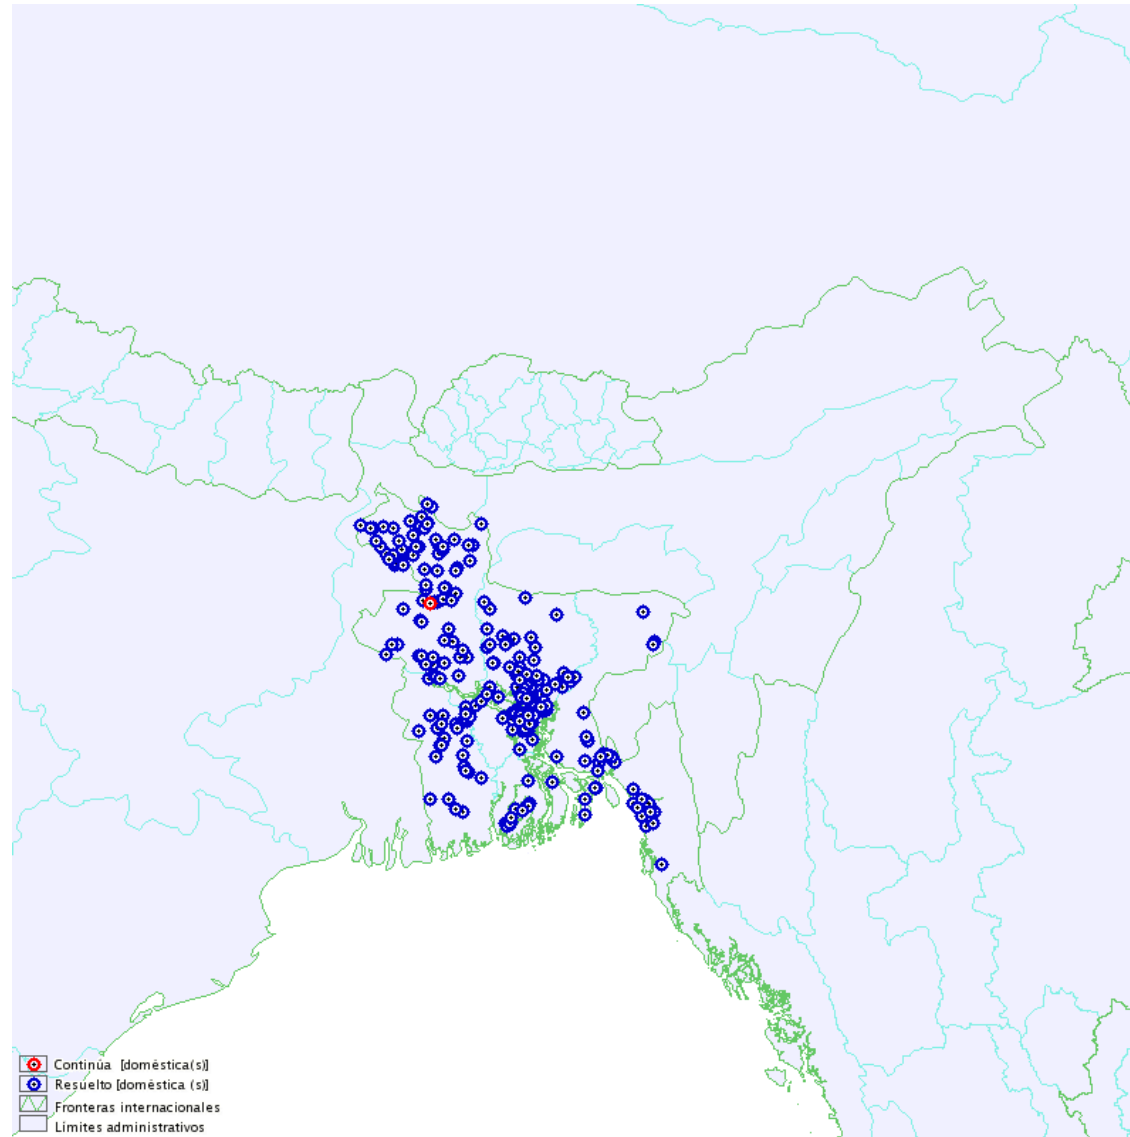 Continúa [doméstica(s)]
Resuelto [doméstica (s)]
Fronteras internacionales
Límites administrativos